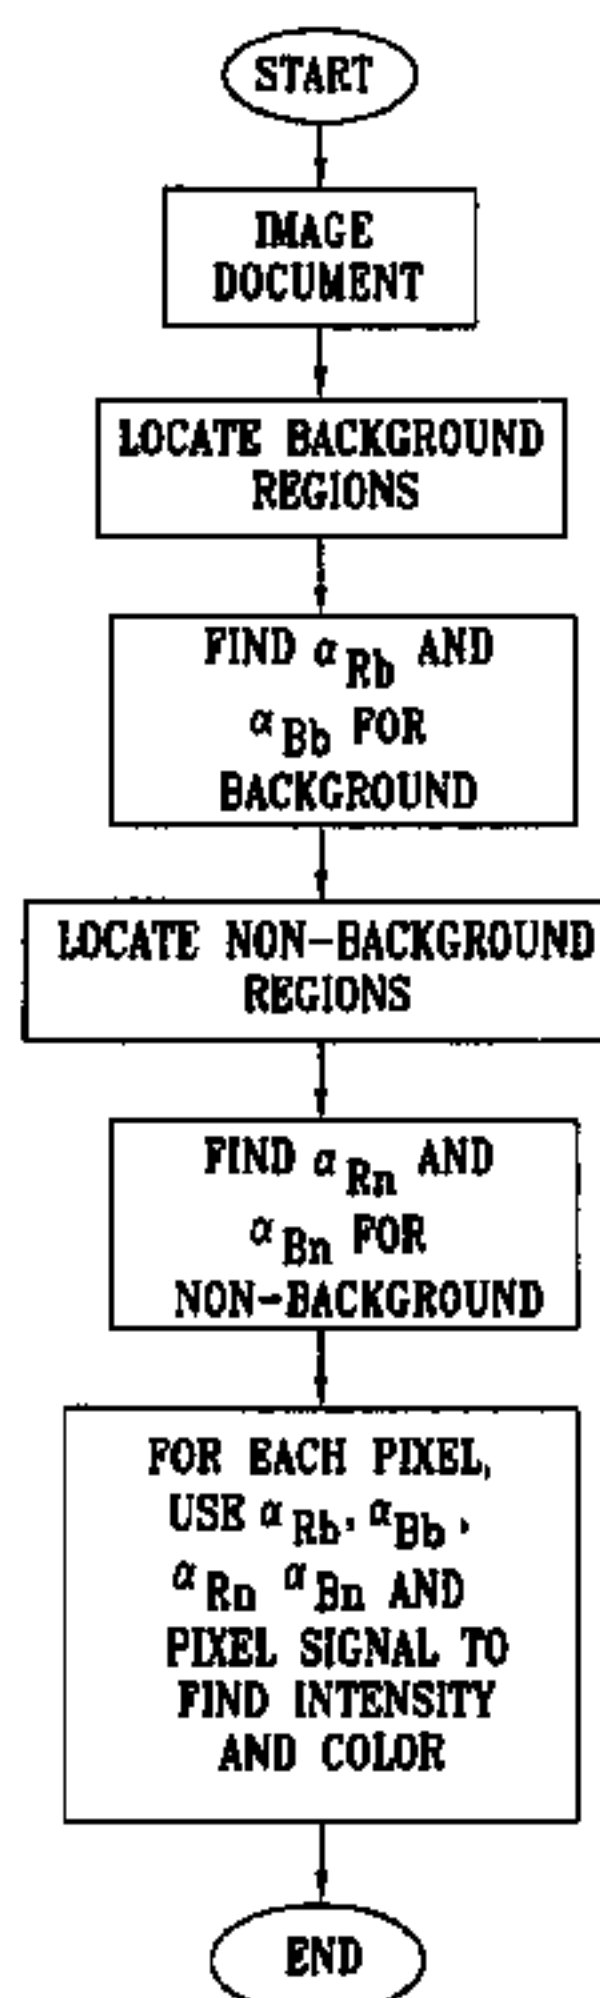 START
IMAGE
DOCUMENT
LOCATE BACKGROUND
REGIONS
FIND α Rb AND
α Bb FOR
BACKGROUND
LOCATE NON-BACKGROUND
REGIONS
FIND α Rn AND
α Bn FOR
NON-BACKGROUND
FOR EACH PIXEL,
USE α Rb, α Bb,
α Rn α Bn AND
PIXEL SIGNAL TO
FIND INTENSITY
AND COLOR
END